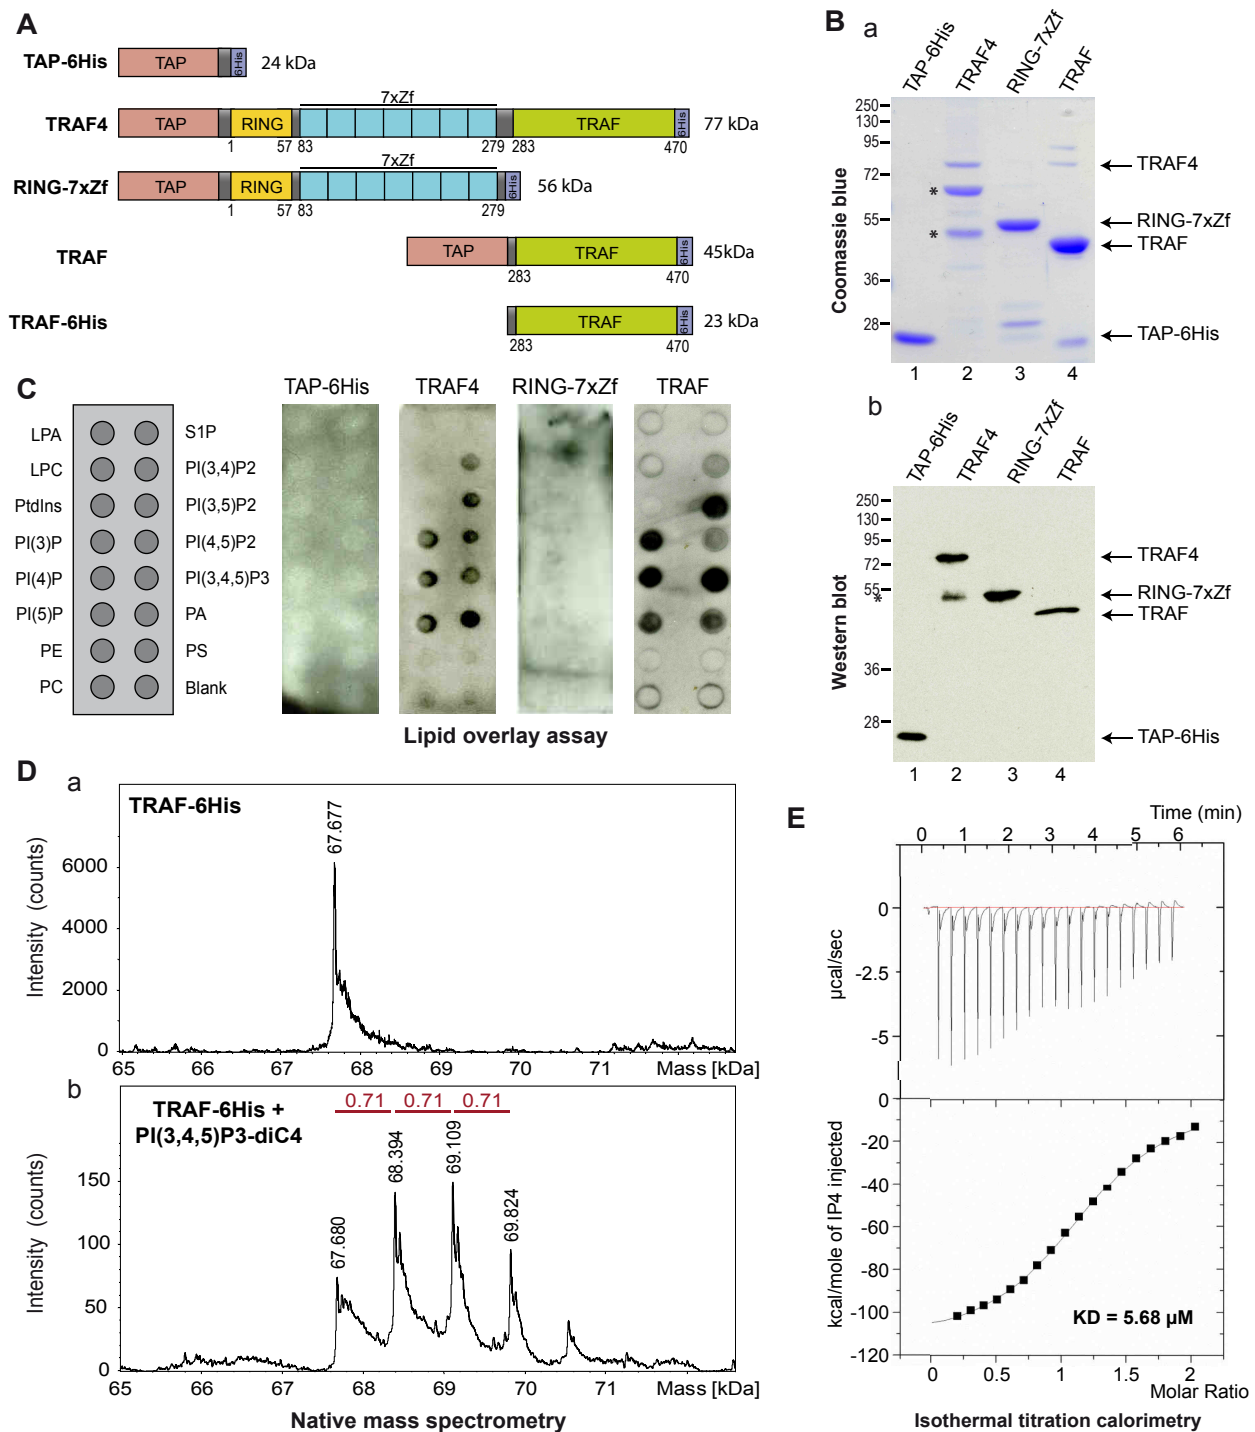 A
TAP-6His
TAP
6His
24 kDa
7xZf
TRAF4
TAP
RING
TRAF
6His
77 kDa
1
57
83
279
283
470
7xZf
RING-7xZf
TAP
RING
6His
56 kDa
1
57
83
279
TRAF
TAP
TRAF
6His
45kDa
283
470
TRAF-6His
TRAF
6His
23 kDa
283
470
B
a
TAP-6His
TRAF4
RING-7xZf
TRAF
250
130
95
72
55
36
28
*
*
Coomassie blue
TRAF4
RING-7xZf
TRAF
TAP-6His
1 2 3 4
b
TAP-6His
TRAF4
RING-7xZf
TRAF
250
130
95
72
55
*
36
28
Western blot
TRAF4
RING-7xZf
TRAF
TAP-6His
1 2 3 4
C
TAP-6His
TRAF4
RING-7xZf
TRAF
LPA
S1P
LPC
PI(3,4)P2
PtdIns
PI(3,5)P2
PI(3)P
PI(4,5)P2
PI(4)P
PI(3,4,5)P3
PI(5)P
PA
PE
PS
PC
Blank
Lipid overlay assay
D
a
TRAF-6His
67.677
Intensity (counts)
6000
4000
2000
0
65 66 67 68 69 70 71 Mass [kDa]
b
TRAF-6His +
PI(3,4,5)P3-diC4
0.71 0.71 0.71
67.680
68.394
69.109
69.824
Intensity (counts)
150
100
50
0
65 66 67 68 69 70 71 Mass [kDa]
Native mass spectrometry
E
Time (min)
0 1 2 3 4 5 6
µcal/sec
0
-2.5
-5
kcal/mole of IP4 injected
0
-20
-40
-60
-80
-100
-120
KD = 5.68 µM
0 0.5 1 1.5 2
Molar Ratio
Isothermal titration calorimetry